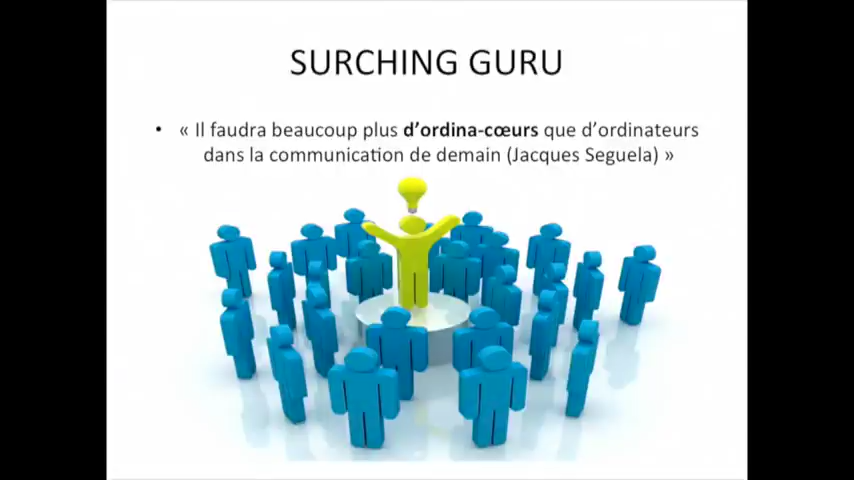 SURCHING GURU
• « Il faudra beaucoup plus d’ordina-cœurs que d’ordinateurs
dans la communication de demain (Jacques Seguela) »